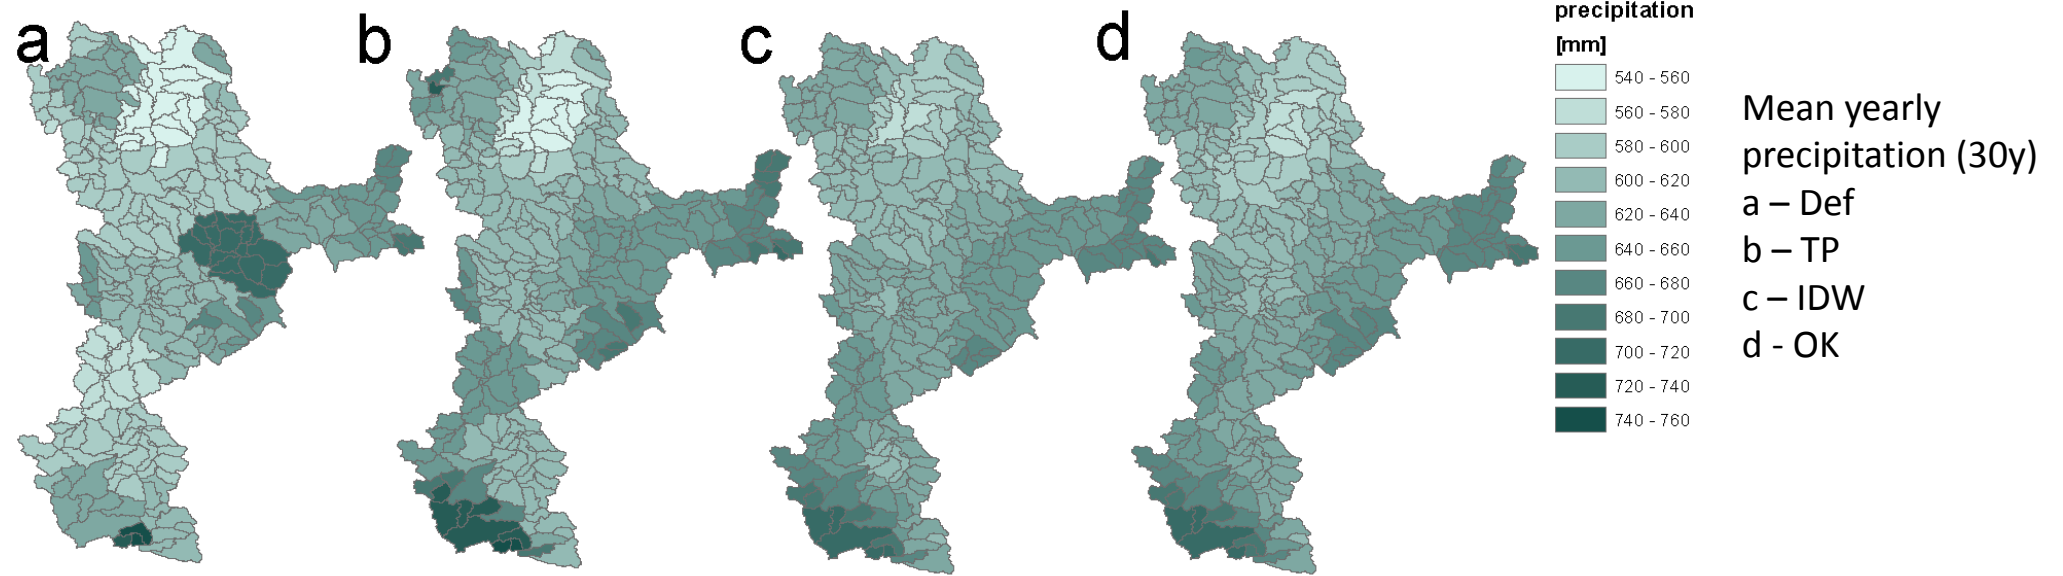 a
b
c
d
precipitation
[mm]
540 - 560
560 - 580
580 - 600
600 - 620
620 - 640
640 - 660
660 - 680
680 - 700
700 - 720
720 - 740
740 - 760
Mean yearly
precipitation (30y)
a – Def
b – TP
c – IDW
d - OK